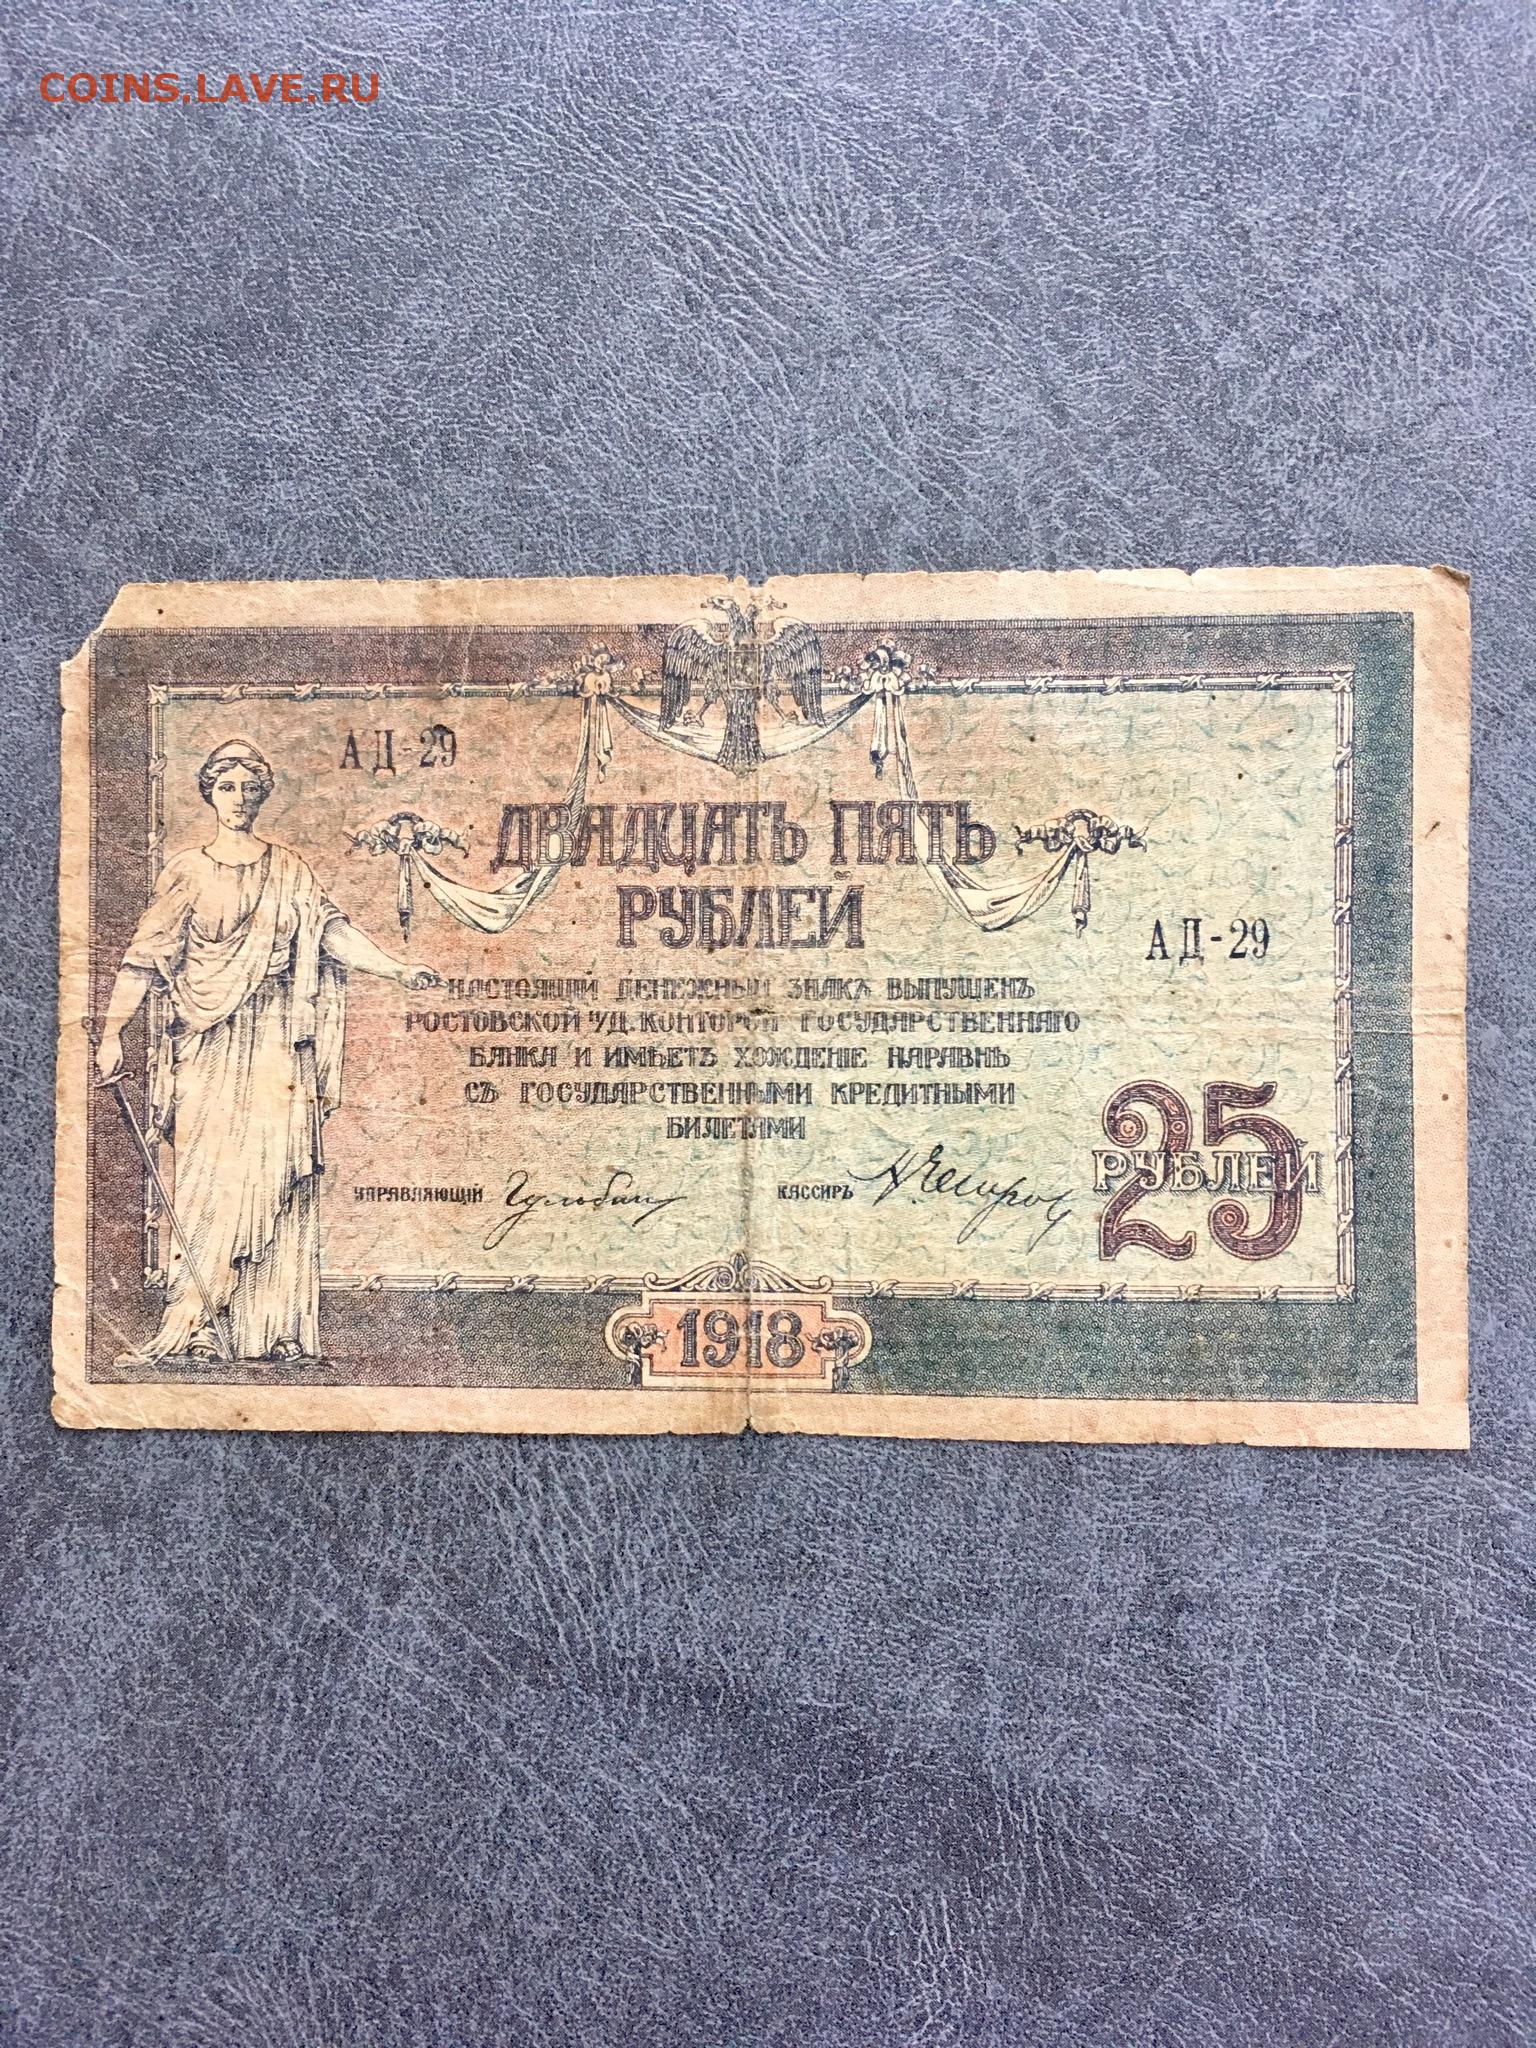 COINS.LAVE.RU
АД-29
ДВАДЦАТЬ ПЯТЬ
РУБЛЕЙ
АД-29
НАСТОЯЩIЙ ДЕНЕЖНЫЙ ЗНАКЪ ВЫПУЩЕНЪ
РОСТОВСКОЙ Н/Д. КОНТОРОЙ ГОСУДАРСТВЕННАГО
БАНКА И ИМѢЕТЪ ХОЖДЕНIЕ НАРАВНѢ
СЪ ГОСУДАРСТВЕННЫМИ КРЕДИТНЫМИ
БИЛЕТАМИ
25
РУБЛЕЙ
УПРАВЛЯЮЩIЙ КАССИРЪ
1918